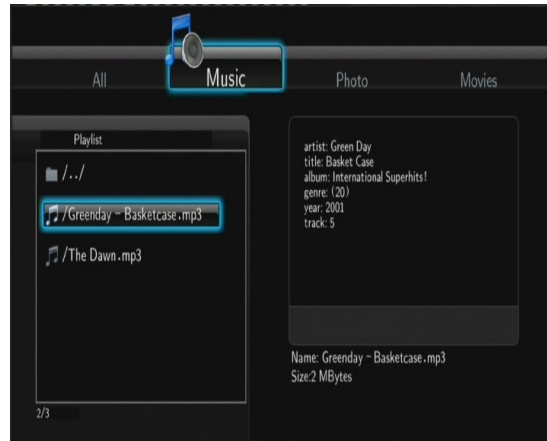 All Music Photo Movies
Playlist
/../
/Greenday - Basketcase.mp3
/The Dawn.mp3
2/3
artist: Green Day
title: Basket Case
album: International Superhits!
genre: (20)
year: 2001
track: 5
Name: Greenday - Basketcase.mp3
Size:2 MBytes